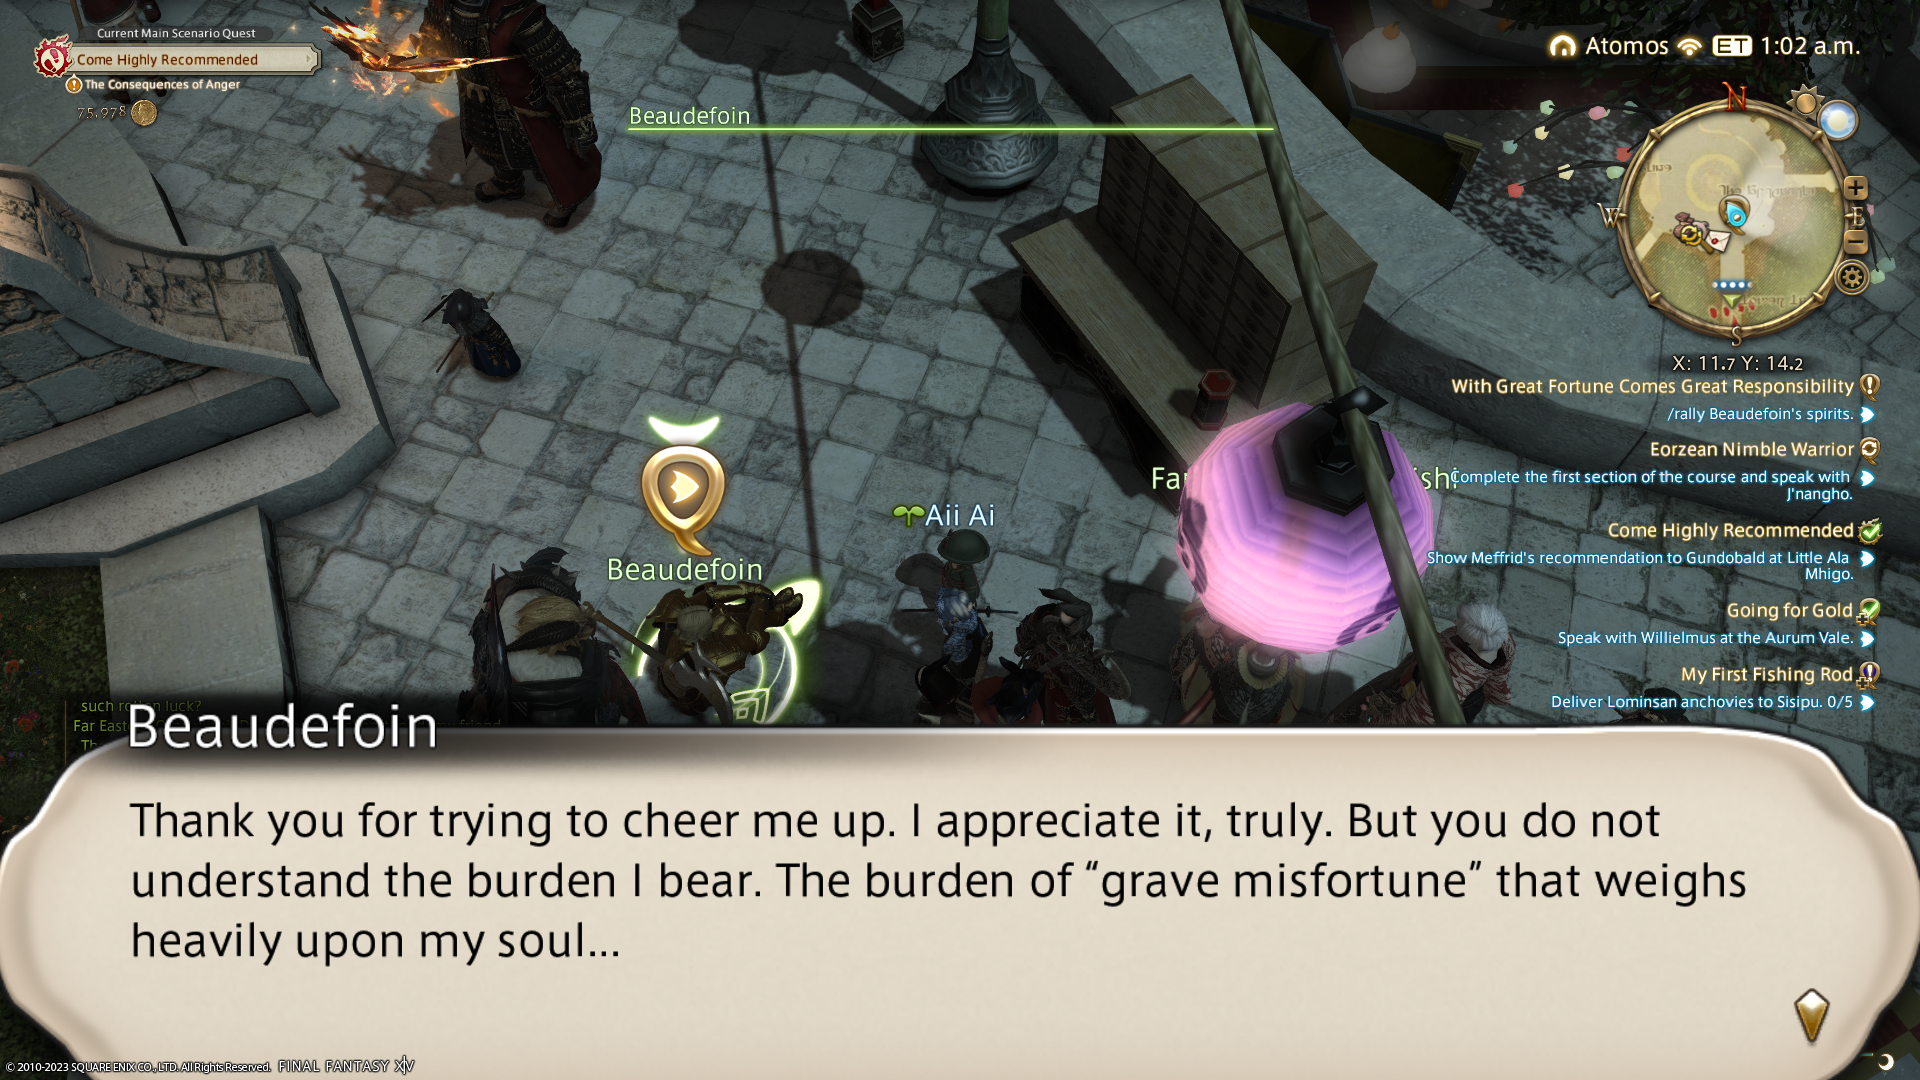 Current Main Scenario Quest
Come Highly Recommended
The Consequences of Anger
75,978
Beaudefoin
Atomos ET 1:02 a.m.
N
W
E
S
X: 11.7 Y: 14.2
With Great Fortune Comes Great Responsibility
/rally Beaudefoin's spirits.
Eorzean Nimble Warrior
Complete the first section of the course and speak with
J'nangho.
Come Highly Recommended
Show Meffrid's recommendation to Gundobald at Little Ala
Mhigo.
Going for Gold
Speak with Willielmus at the Aurum Vale.
My First Fishing Rod
Deliver Lominsan anchovies to Sisipu. 0/5
Aii Ai
Beaudefoin
such luck?
Far East
Beaudefoin
Thank you for trying to cheer me up. I appreciate it, truly. But you do not
understand the burden I bear. The burden of “grave misfortune” that weighs
heavily upon my soul...
© 2010-2023 SQUARE ENIX CO., LTD. All Rights Reserved. FINAL FANTASY XIV